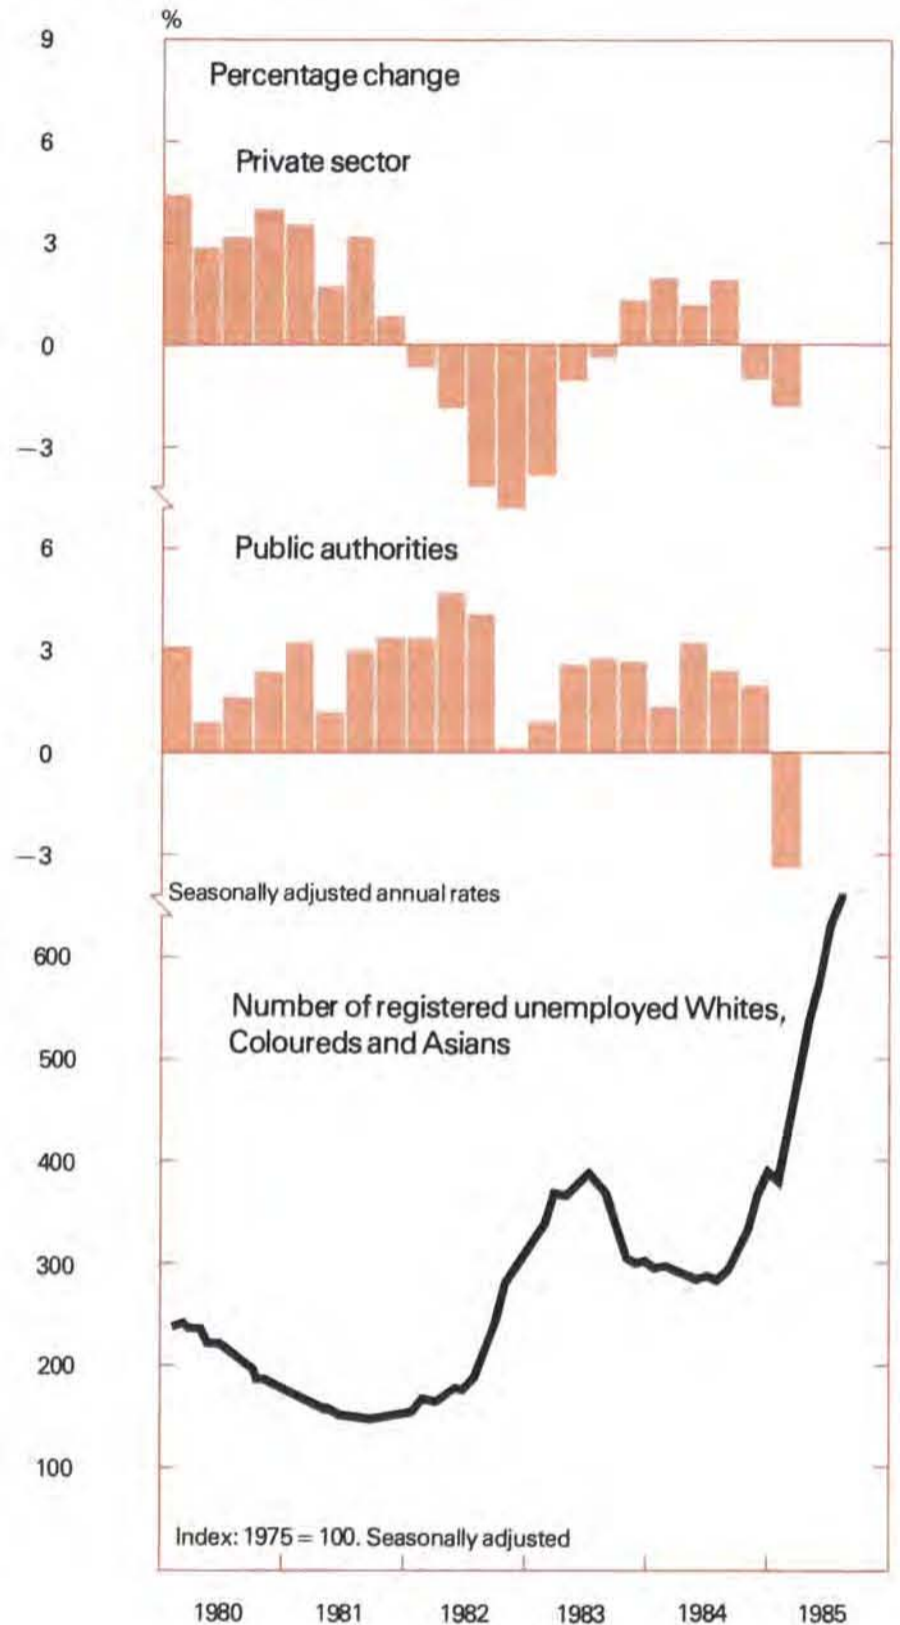 %
9
Percentage change
6
Private sector
3
0
−3
6
Public authorities
3
0
−3
Seasonally adjusted annual rates
600
Number of registered unemployed Whites,
Coloureds and Asians
500
400
300
200
100
Index: 1975 = 100. Seasonally adjusted
1980 1981 1982 1983 1984 1985